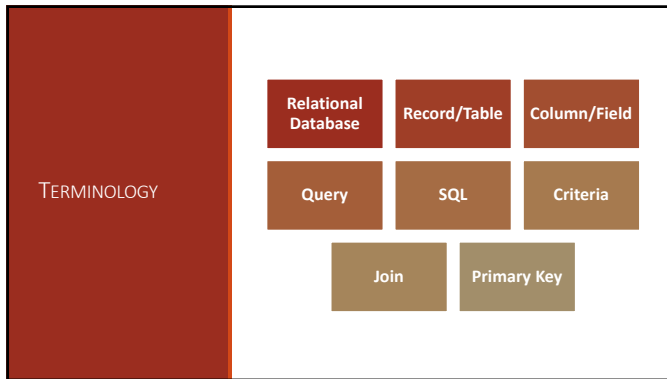 TERMINOLOGY
Relational
Database
Record/Table
Column/Field
Query
SQL
Criteria
Join
Primary Key